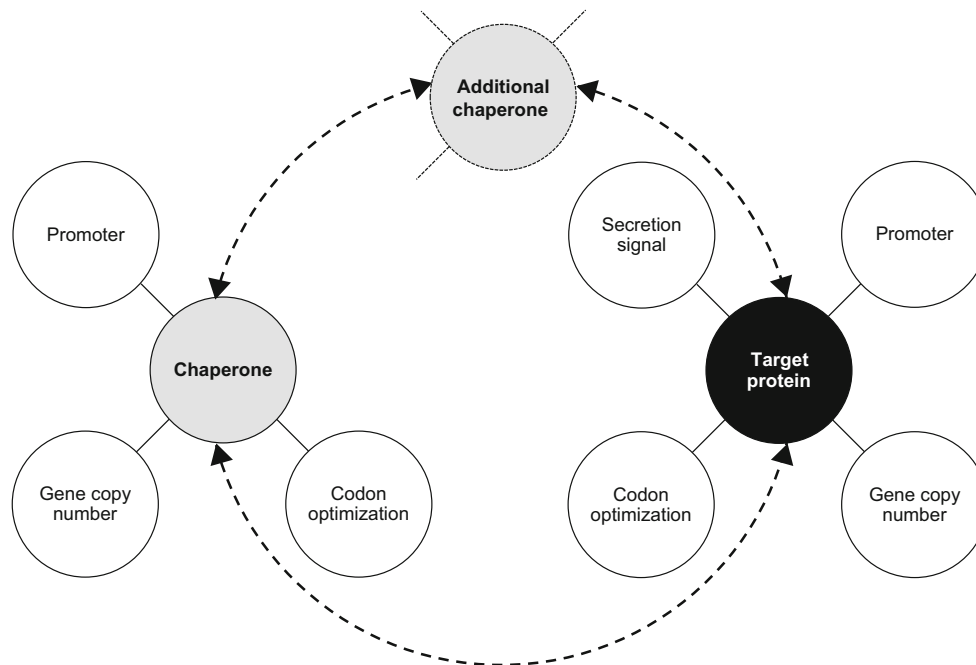 Additional
chaperone
Promoter
Secretion
signal
Promoter
Chaperone
Target
protein
Gene copy
number
Codon
optimization
Codon
optimization
Gene copy
number